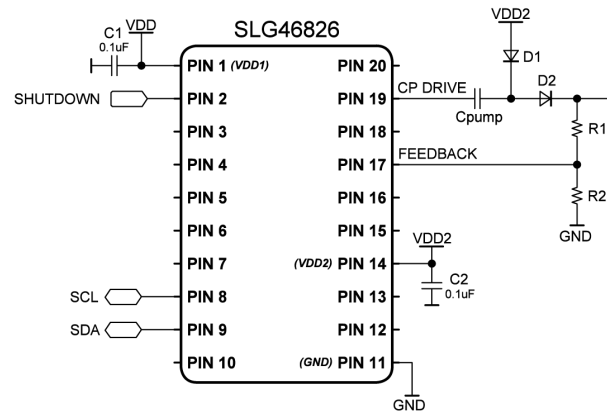 SLG46826
VDD
C1
0.1uF
PIN 1 (VDD1)
SHUTDOWN
PIN 2
PIN 3
PIN 4
PIN 5
PIN 6
PIN 7
SCL
PIN 8
SDA
PIN 9
PIN 10
PIN 20
PIN 19
CP DRIVE
Cpump
VDD2
D1
D2
R1
PIN 18
PIN 17
FEEDBACK
R2
GND
PIN 16
PIN 15
VDD2
(VDD2) PIN 14
C2
0.1uF
PIN 13
PIN 12
(GND) PIN 11
GND